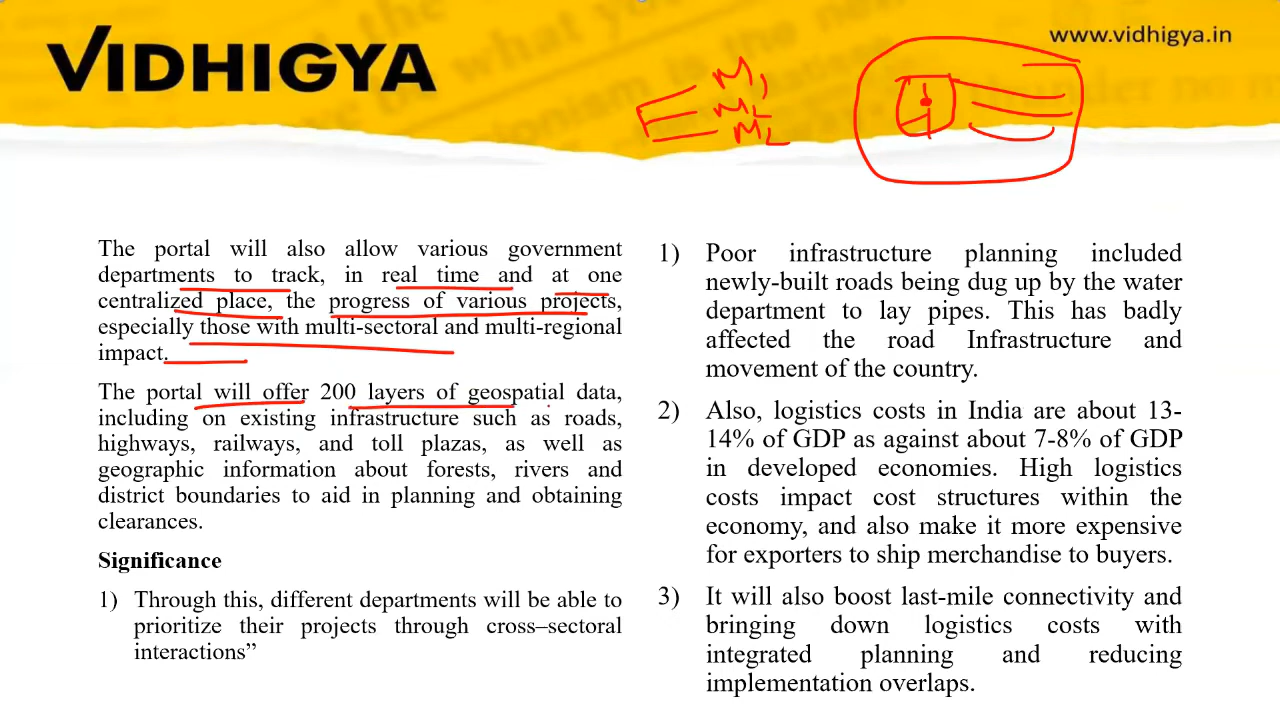 VIDHIGYA
www.vidhigya.in
M1
M2
M2
The portal will also allow various government
departments to track, in real time and at one
centralized place, the progress of various projects,
especially those with multi-sectoral and multi-regional
impact.
The portal will offer 200 layers of geospatial data,
including on existing infrastructure such as roads,
highways, railways, and toll plazas, as well as
geographic information about forests, rivers and
district boundaries to aid in planning and obtaining
clearances.
Significance
1) Through this, different departments will be able to
prioritize their projects through cross–sectoral
interactions”
1) Poor infrastructure planning included
newly-built roads being dug up by the water
department to lay pipes. This has badly
affected the road Infrastructure and
movement of the country.
2) Also, logistics costs in India are about 13-
14% of GDP as against about 7-8% of GDP
in developed economies. High logistics
costs impact cost structures within the
economy, and also make it more expensive
for exporters to ship merchandise to buyers.
3) It will also boost last-mile connectivity and
bringing down logistics costs with
integrated planning and reducing
implementation overlaps.